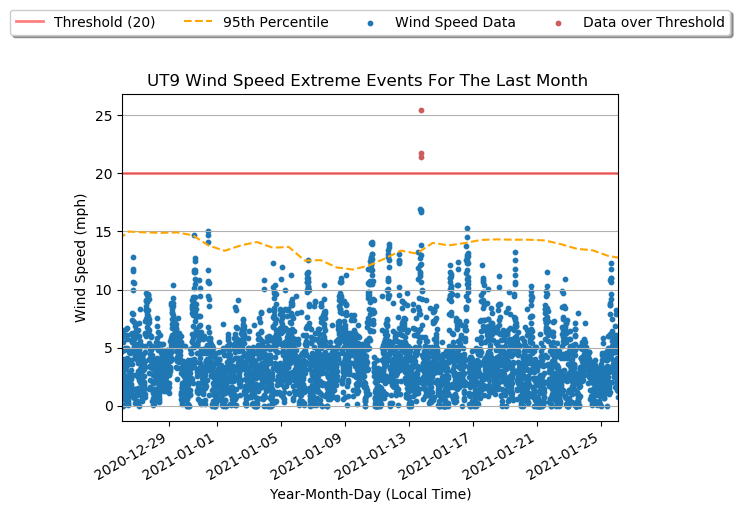 Threshold (20) 95th Percentile Wind Speed Data Data over Threshold
UT9 Wind Speed Extreme Events For The Last Month
Wind Speed (mph)
25
20
15
10
5
0
2020-12-29 2021-01-01 2021-01-05 2021-01-09 2021-01-13 2021-01-17 2021-01-21 2021-01-25
Year-Month-Day (Local Time)